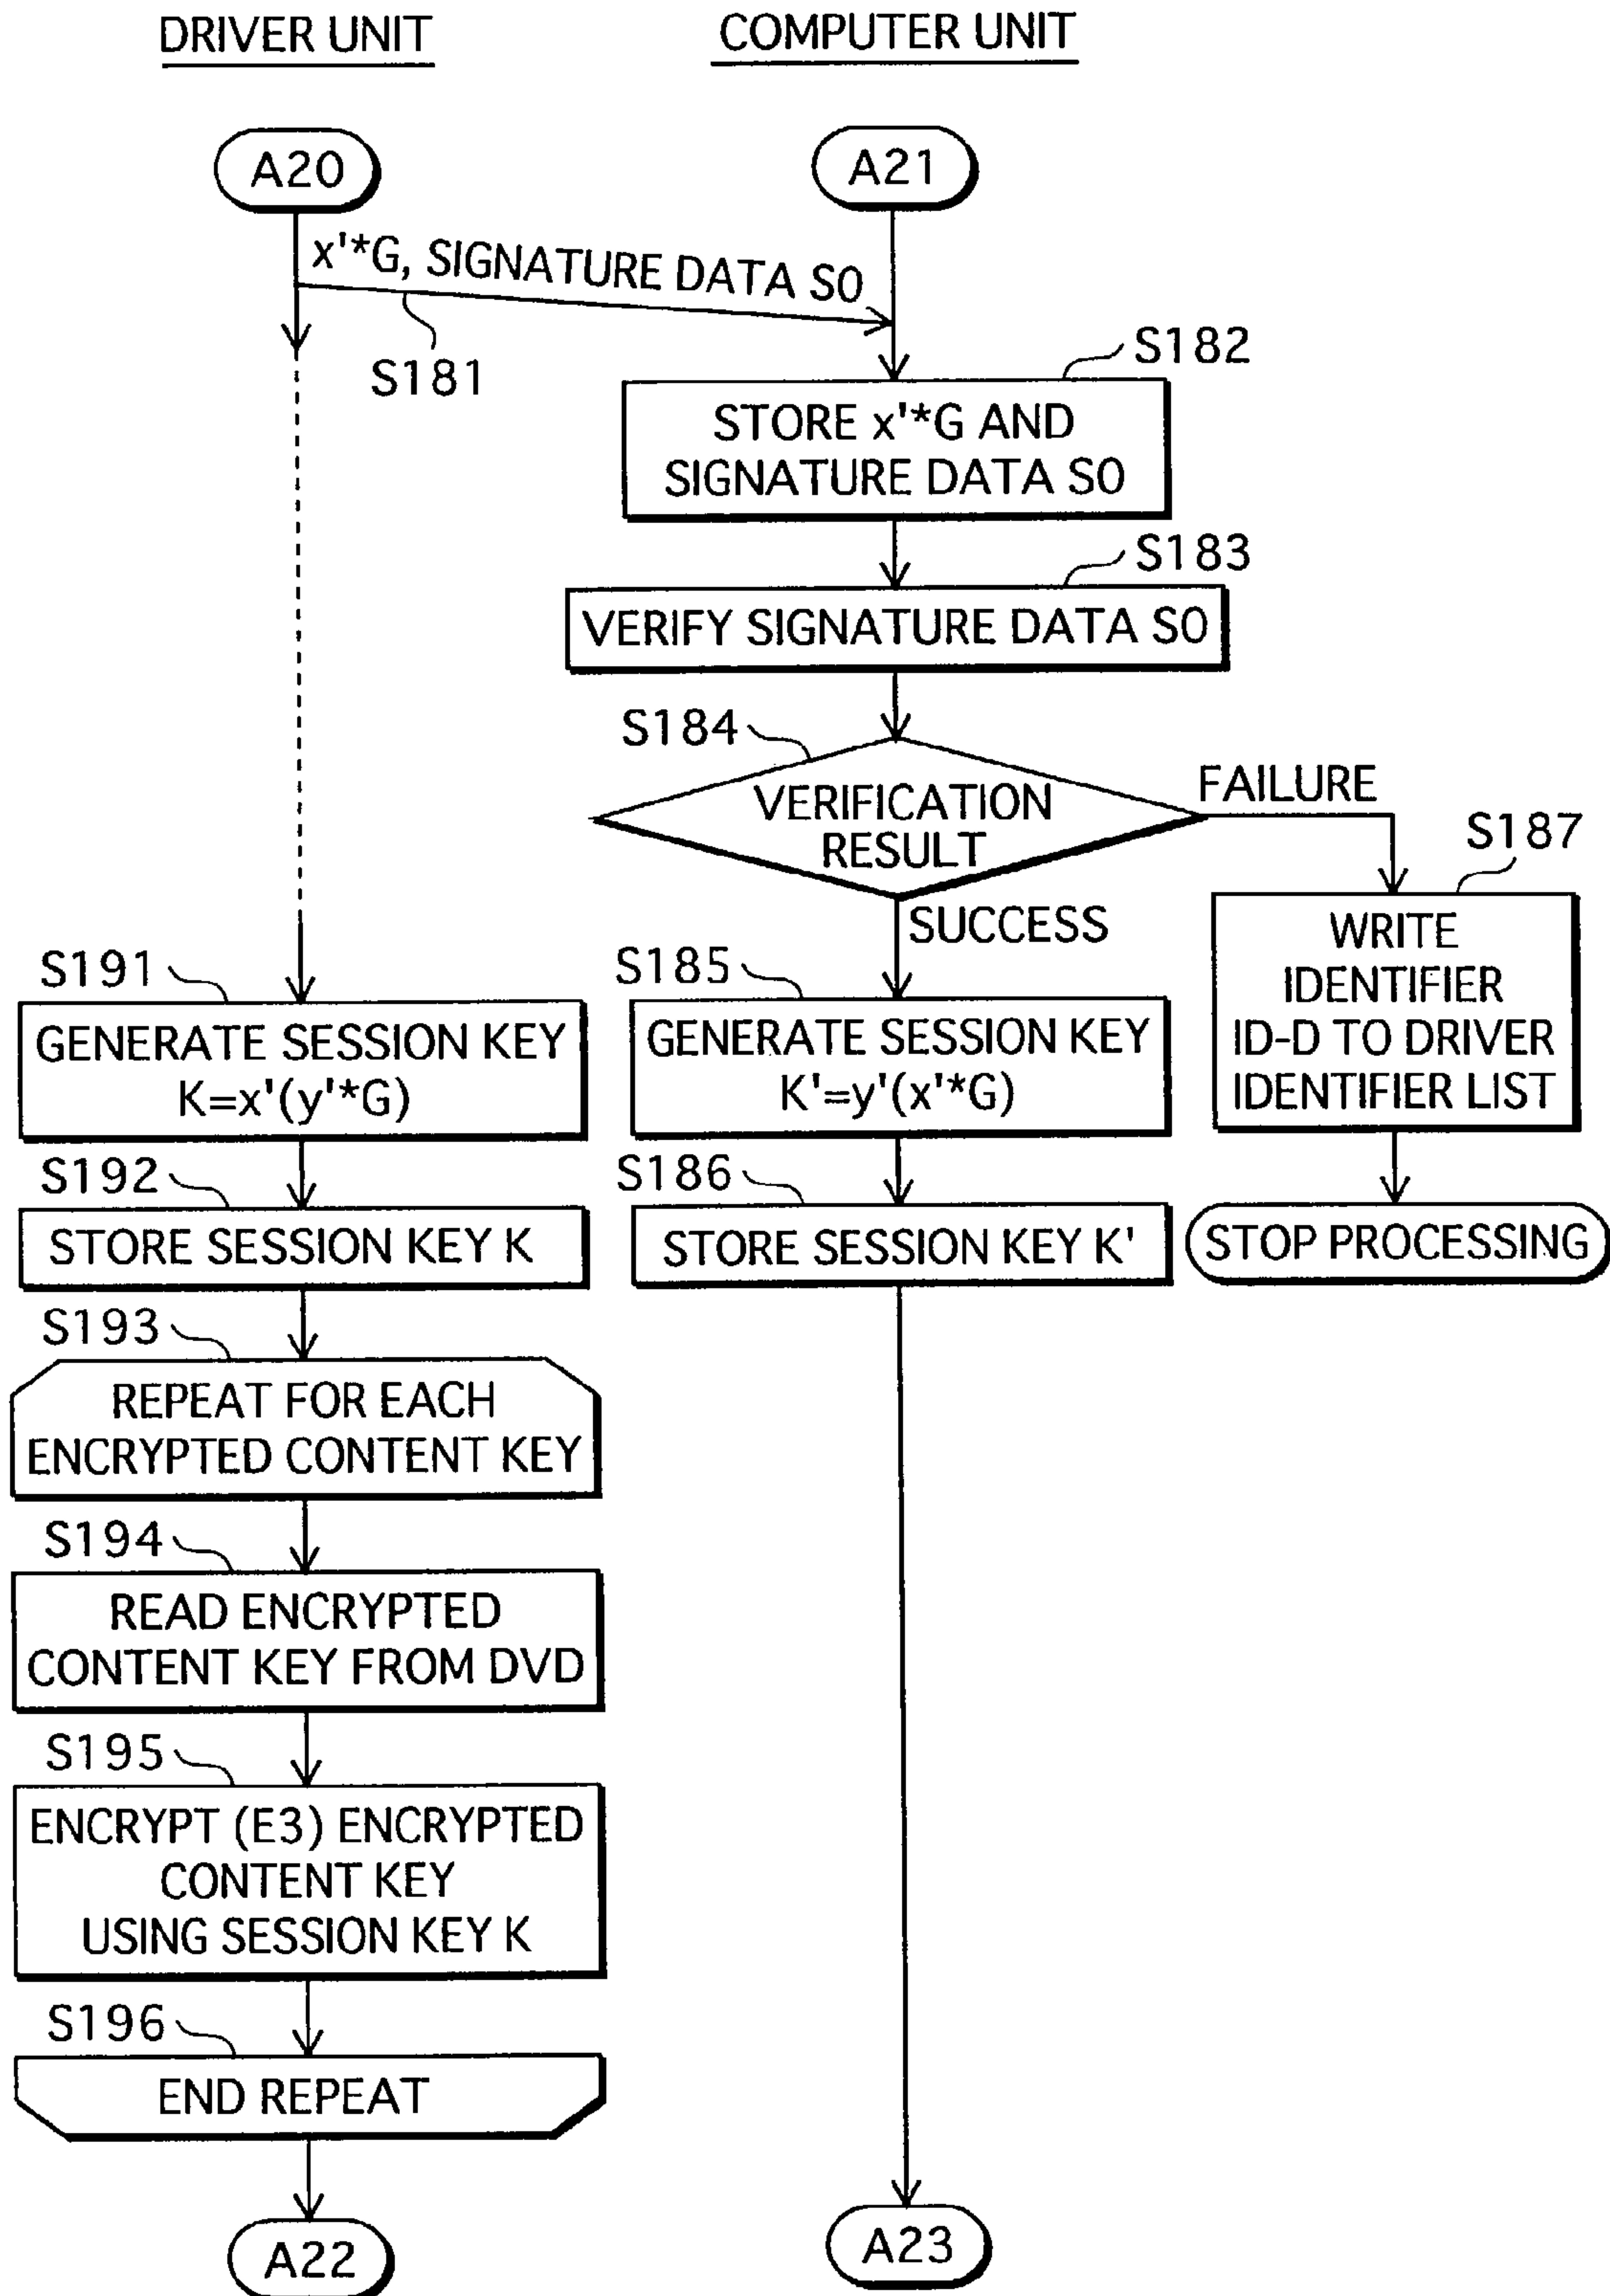 DRIVER UNIT
COMPUTER UNIT
A20
A21
x'*G, SIGNATURE DATA S0
S181
S182
STORE x'*G AND
SIGNATURE DATA S0
S183
VERIFY SIGNATURE DATA S0
S184
VERIFICATION
RESULT
FAILURE
S187
WRITE
IDENTIFIER
ID-D TO DRIVER
IDENTIFIER LIST
STOP PROCESSING
SUCCESS
S185
GENERATE SESSION KEY
K'=y'(x'*G)
S186
STORE SESSION KEY K'
S191
GENERATE SESSION KEY
K=x'(y'*G)
S192
STORE SESSION KEY K
S193
REPEAT FOR EACH
ENCRYPTED CONTENT KEY
S194
READ ENCRYPTED
CONTENT KEY FROM DVD
S195
ENCRYPT (E3) ENCRYPTED
CONTENT KEY
USING SESSION KEY K
S196
END REPEAT
A22
A23